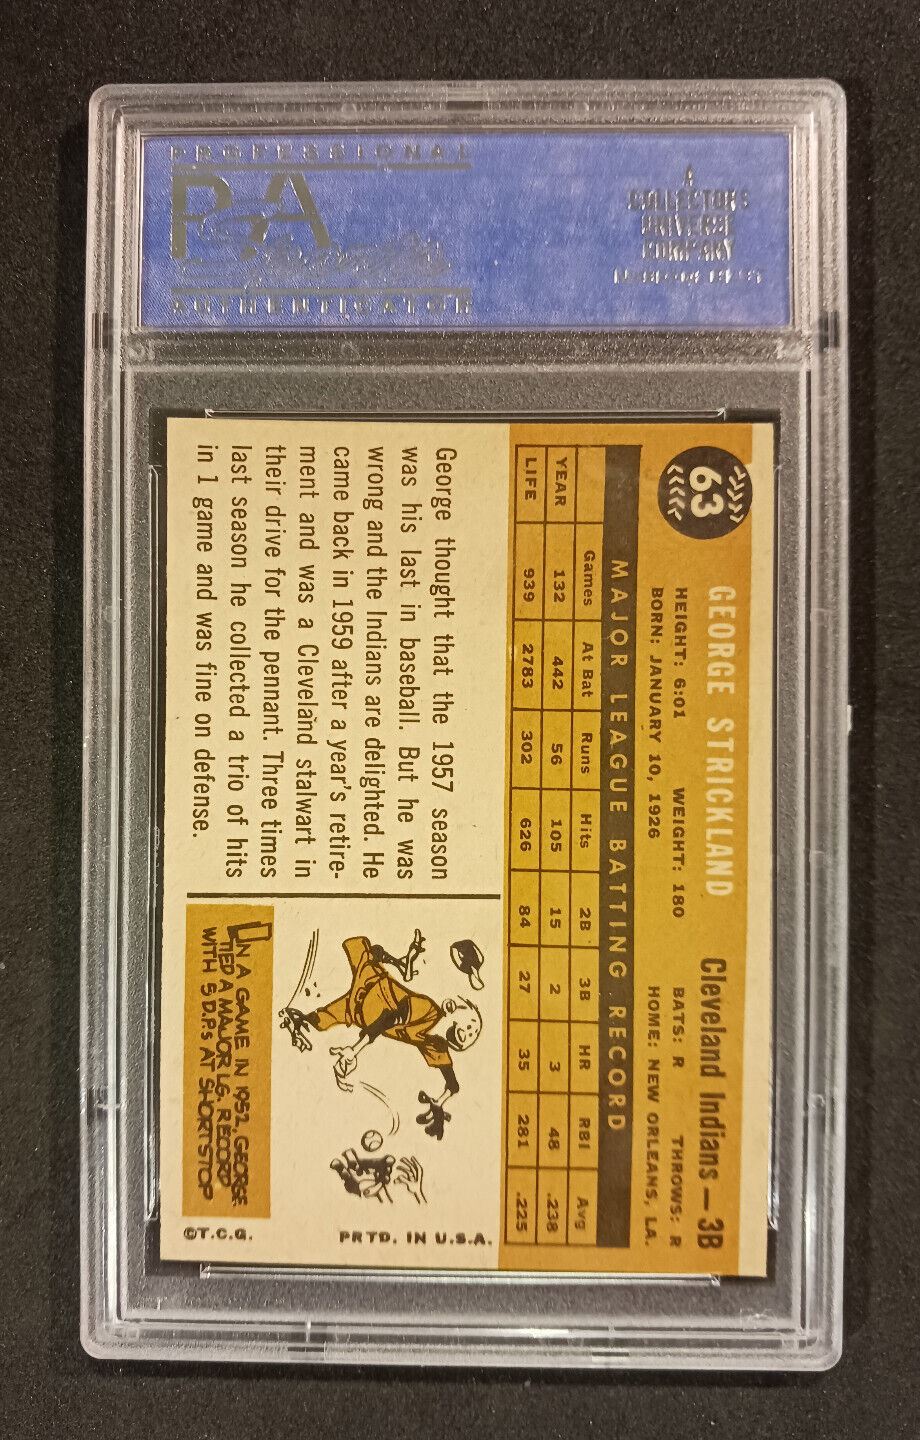 PROFESSIONAL
PSA
Sports
AUTHENTICATOR
A
COLLECTORS
UNIVERSE
COMPANY
63
GEORGE STRICKLAND Cleveland Indians—3B
HEIGHT: 6:01 WEIGHT: 180 BATS: R THROWS: R
BORN: JANUARY 10, 1926 HOME: NEW ORLEANS, LA.
MAJOR LEAGUE BATTING RECORD
Games At Bat Runs Hits 2B 3B HR RBI Avg
YEAR 132 442 56 105 15 2 3 48 .238
LIFE 939 2783 302 626 84 27 35 281 .225
George thought that the 1957 season
was his last in baseball. But he was
wrong and the Indians are delighted. He
came back in 1959 after a year's retire-
ment and was a Cleveland stalwart in
their drive for the pennant. Three times
last season he collected a trio of hits
in 1 game and was fine on defense.
IN A GAME IN 1952, GEORGE
TIED A MAJOR LG. RECORD
WITH 5 D.P.s AT SHORTSTOP
©T.C.G. PRTD. IN U.S.A.